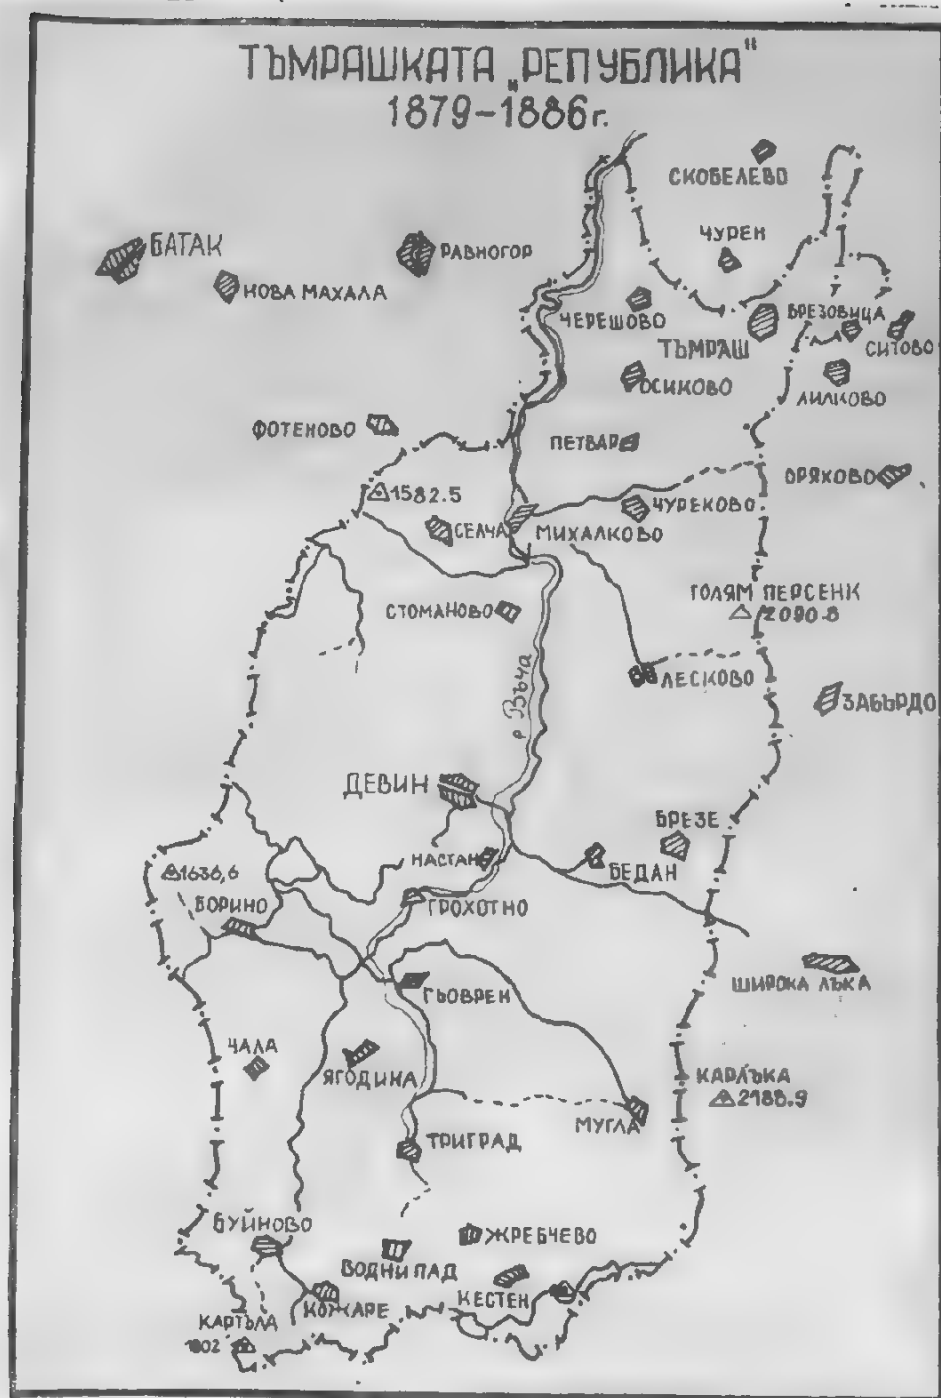 ТЪМРАШКАТА „РЕПУБЛИКА"
1879-1886г.
СКОБЕЛЕВО
БАТАК
РАВНОГОР
ЧУРЕН
НОВА МАХАЛА
ЧЕРЕШОВО
БРЕЗОВИЦА
ТЪМРАШ
СИТОВО
ОСИКОВО
ЛИЛКОВО
ФОТЕНОВО
ПЕТВАР
ОРЯХОВО
1582.5
ЧУРЕКОВО
СЕЛЧА
МИХАЛКОВО
ГОЛЯМ ПЕРСЕНК
2090.8
СТОМАНОВО
ЛЕСКОВО
р Въча
ЗАБЪРДО
ДЕВИН
БРЕЗЕ
НАСТАН
БЕДАН
1636,6
БОРИНО
ГРОХОТНО
ШИРОКА ЛЪКА
ГЬОВРЕН
ЧАЛА
ЯГОДИНА
КАРЛЪКА
2188.9
МУГЛА
ТРИГРАД
БУЙНОВО
ЖРЕБЧЕВО
ВОДНИ ПАД
КЕСТЕН
КОЖАРЕ
КАРТЪЛА
1802